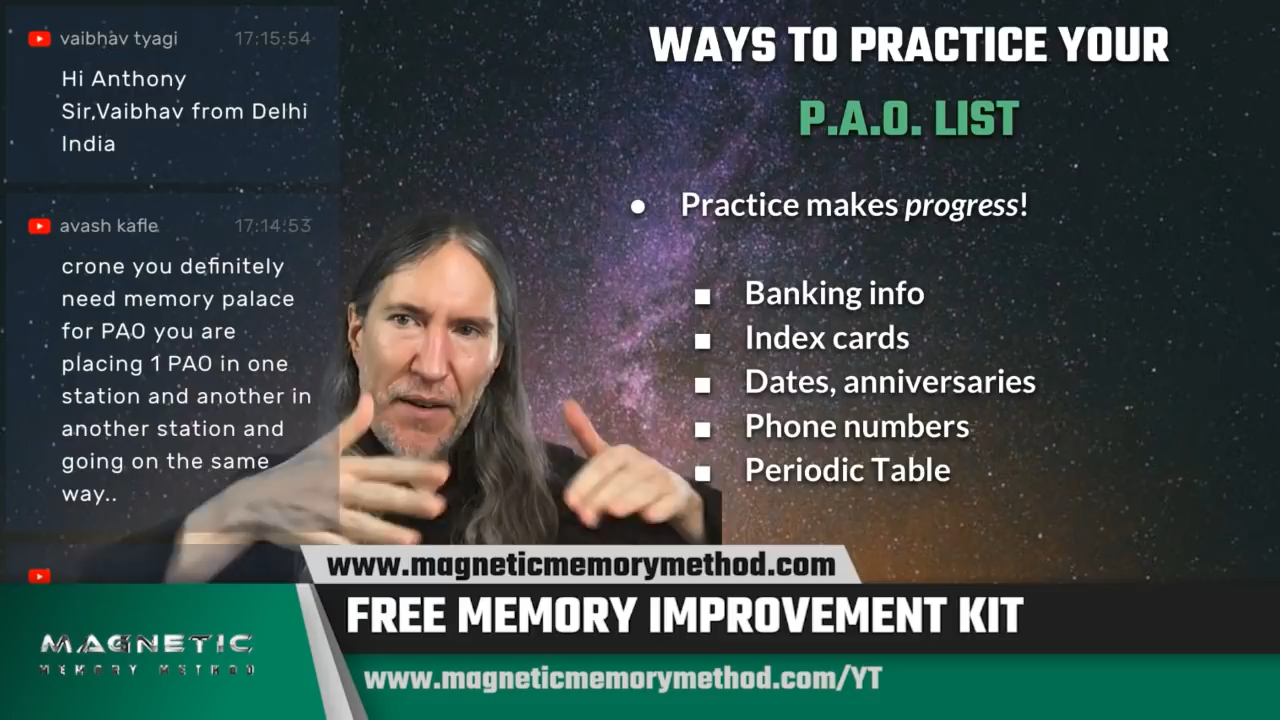 vaibhav tyagi 17:15:54
Hi Anthony
Sir,Vaibhav from Delhi
India
avash kafle 17:14:53
crone you definitely
need memory palace
for PAO you are
placing 1 PAO in one
station and another in
another station and
going on the same
way..
WAYS TO PRACTICE YOUR
P.A.O. LIST
● Practice makes progress!
■ Banking info
■ Index cards
■ Dates, anniversaries
■ Phone numbers
■ Periodic Table
www.magneticmemorymethod.com
FREE MEMORY IMPROVEMENT KIT
www.magneticmemorymethod.com/YT
MAGNETIC
MEMORY METHOD